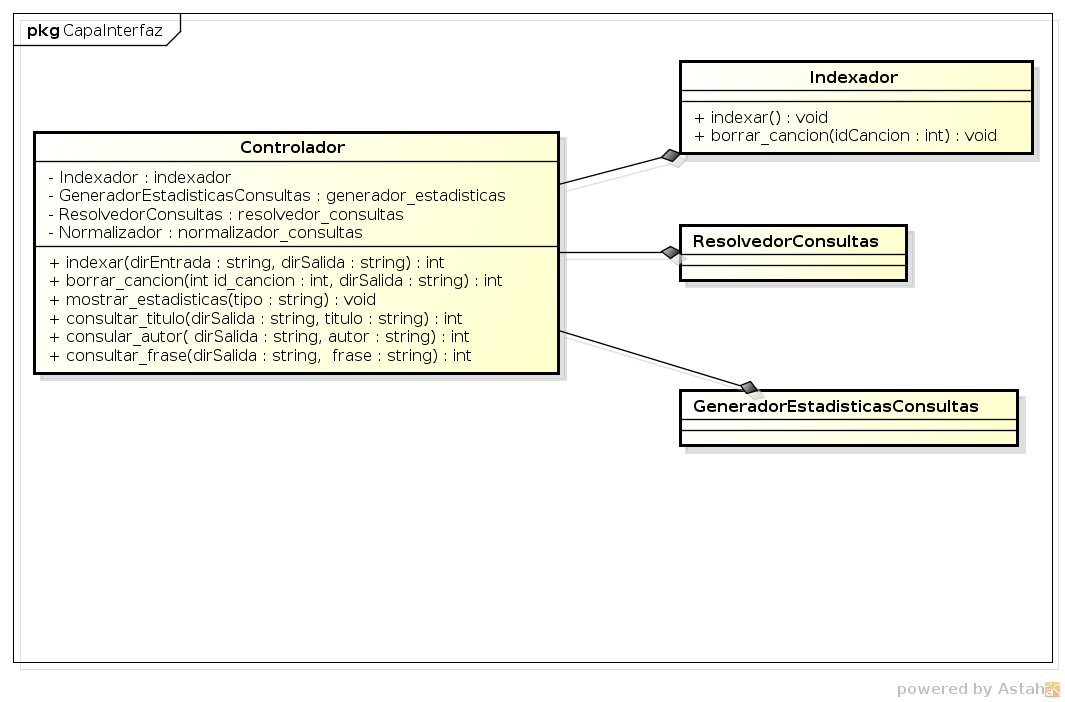 pkg CapaInterfaz
Indexador
+ indexar() : void
+ borrar_cancion(idCancion : int) : void
Controlador
- Indexador : indexador
- GeneradorEstadisticasConsultas : generador_estadisticas
- ResolvedorConsultas : resolvedor_consultas
- Normalizador : normalizador_consultas
+ indexar(dirEntrada : string, dirSalida : string) : int
+ borrar_cancion(int id_cancion : int, dirSalida : string) : int
+ mostrar_estadisticas(tipo : string) : void
+ consultar_titulo(dirSalida : string, titulo : string) : int
+ consular_autor( dirSalida : string, autor : string) : int
+ consultar_frase(dirSalida : string,  frase : string) : int
ResolvedorConsultas
GeneradorEstadisticasConsultas
powered by Astah